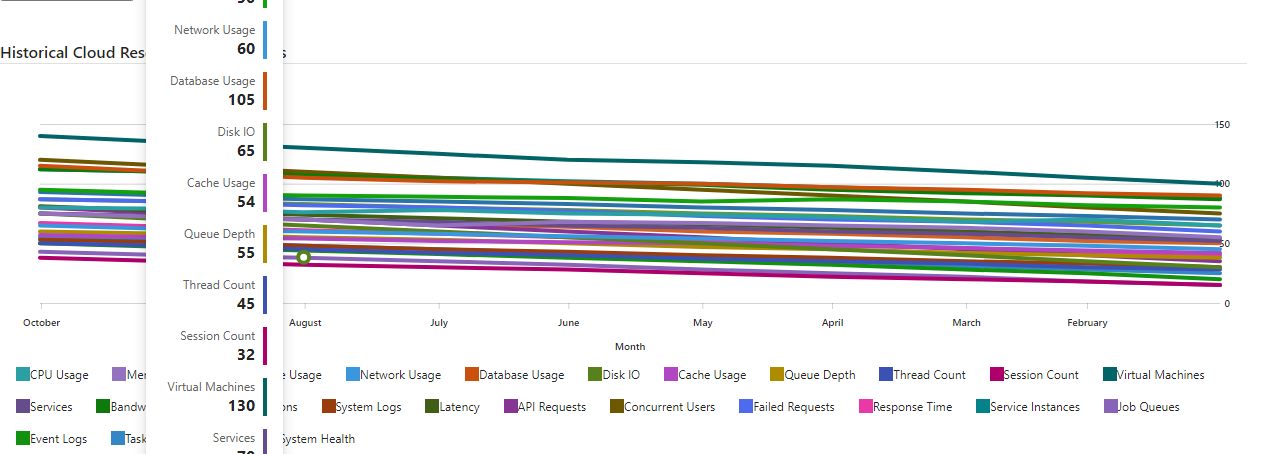 Historical Cloud Res
s
Network Usage
60
Database Usage
105
Disk IO
65
Cache Usage
54
Queue Depth
55
Thread Count
45
Session Count
32
Virtual Machines
130
Services
150
100
50
0
October August July June May April March February
Month
CPU Usage Me e Usage Network Usage Database Usage Disk IO Cache Usage Queue Depth Thread Count Session Count Virtual Machines
Services Bandw ons System Logs Latency API Requests Concurrent Users Failed Requests Response Time Service Instances Job Queues
Event Logs Task System Health